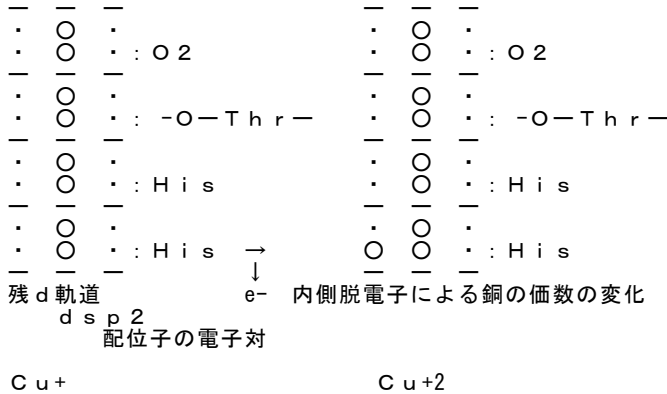 ― ― ― ― ― ―
・ ○ ・ ・ ○ ・
・ ○ ・：Ｏ２ ・ ○ ・：Ｏ２
― ― ― ― ― ―
・ ○ ・ ・ ○ ・
・ ○ ・： -Ｏ―Ｔｈｒ― ・ ○ ・： -Ｏ―Ｔｈｒ―
― ― ― ― ― ―
・ ○ ・ ・ ○ ・
・ ○ ・：Ｈｉｓ ・ ○ ・：Ｈｉｓ
― ― ― ― ― ―
・ ○ ・ ・ ○ ・
・ ○ ・：Ｈｉｓ → ○ ○ ・：Ｈｉｓ
― ― ― ↓ ― ― ―
残ｄ軌道 e- 内側脱電子による銅の価数の変化
ｄｓｐ２
配位子の電子対
Ｃｕ+ Ｃｕ+2